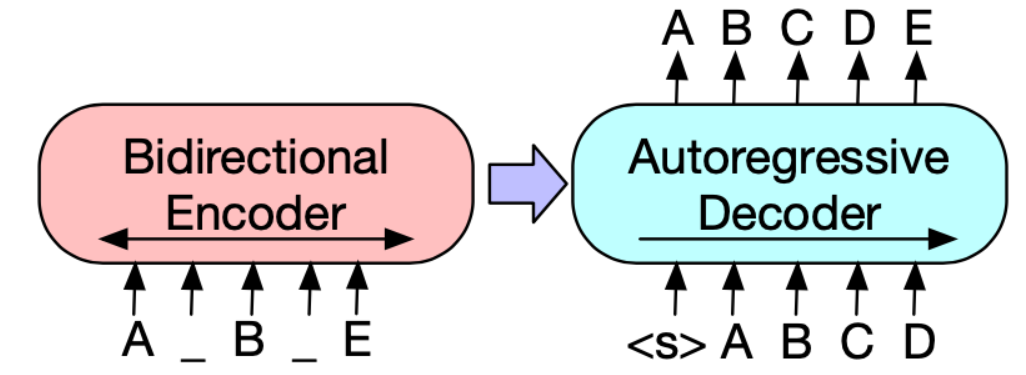 A B C D E
Bidirectional
Encoder
Autoregressive
Decoder
A _ B _ E
<s> A B C D